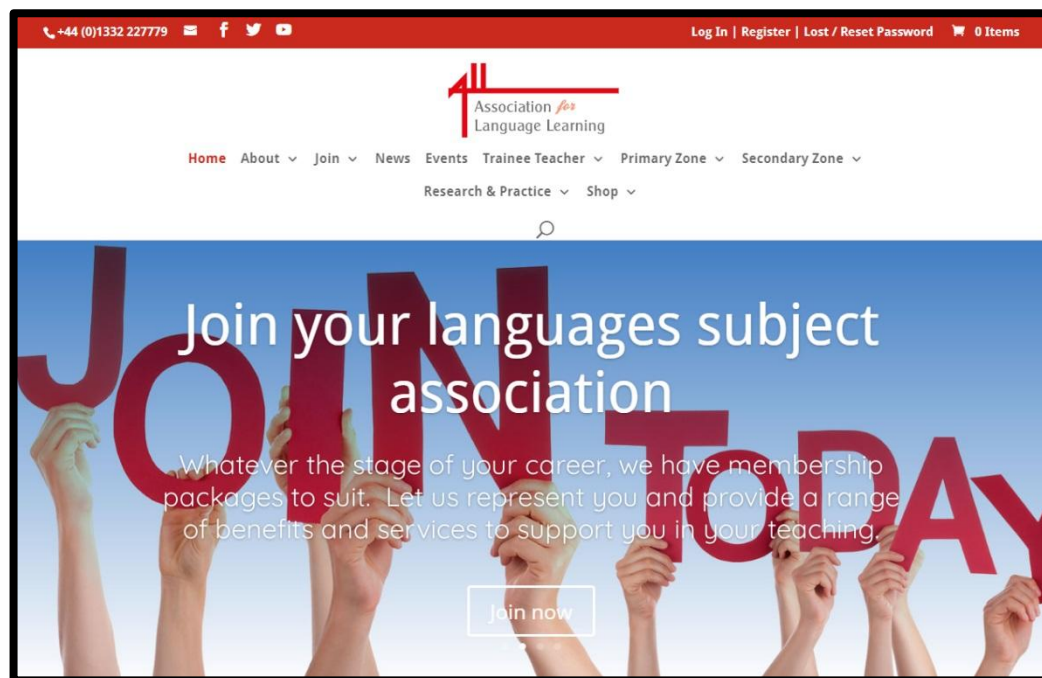 +44 (0)1332 227779
Log In | Register | Lost / Reset Password 0 Items
ALL
Association for
Language Learning
Home About Join News Events Trainee Teacher Primary Zone Secondary Zone
Research & Practice Shop
JOIN TODAY
Join your languages subject
association
Whatever the stage of your career, we have membership
packages to suit. Let us represent you and provide a range
of benefits and services to support you in your teaching.
Join now